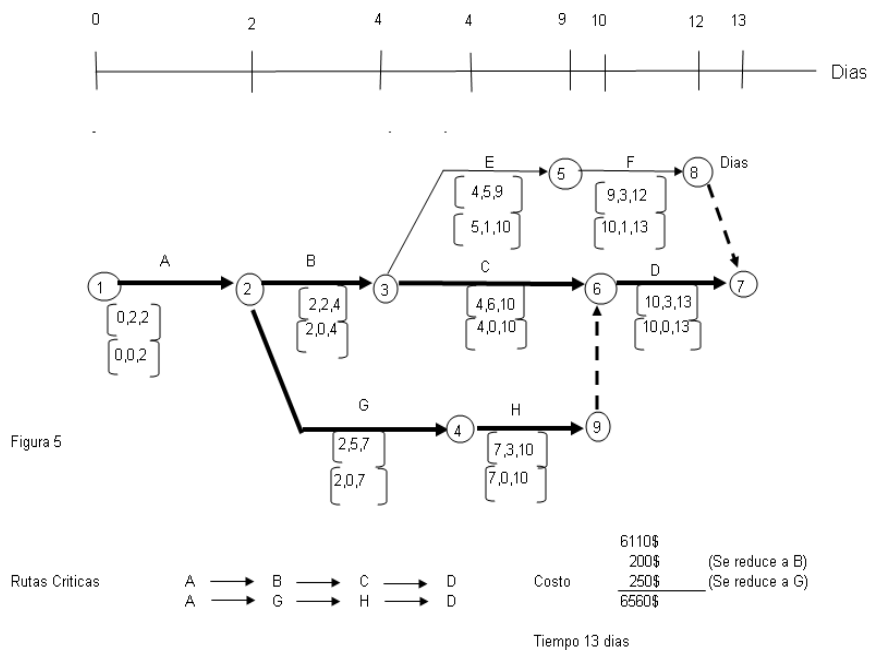 0 2 4 4 9 10 12 13
Dias
E F Dias
5 8
4,5,9 9,3,12
5,1,10 10,1,13
A B C D
1 2 3 6 7
2,2,4 4,6,10 10,3,13
0,2,2 2,0,4 4,0,10 10,0,13
0,0,2
G H
4 9
Figura 5
2,5,7 7,3,10
2,0,7 7,0,10
6110$
200$ (Se reduce a B)
Rutas Criticas A B C D Costo 250$ (Se reduce a G)
A G H D 6560$
Tiempo 13 dias